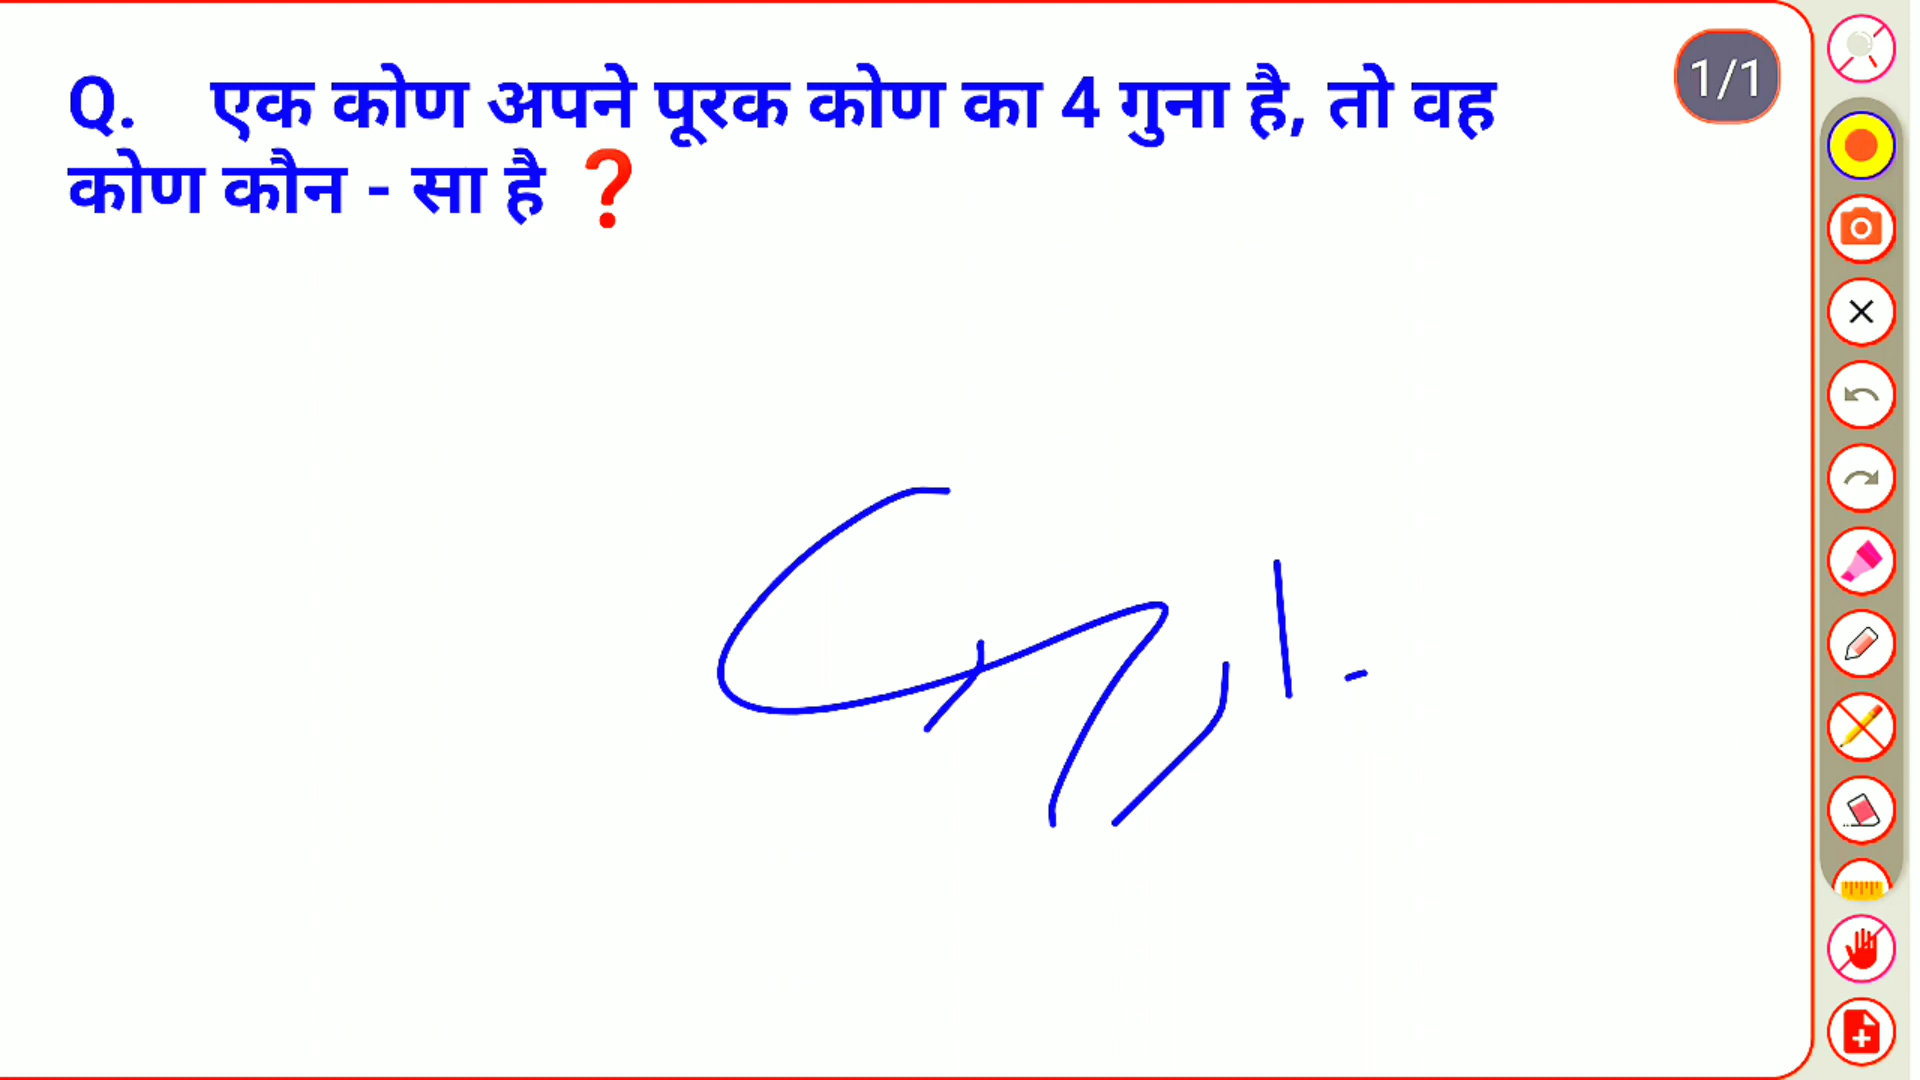 Q. एक कोण अपने पूरक कोण का 4 गुना है, तो वह
कोण कौन - सा है ❓
1/1